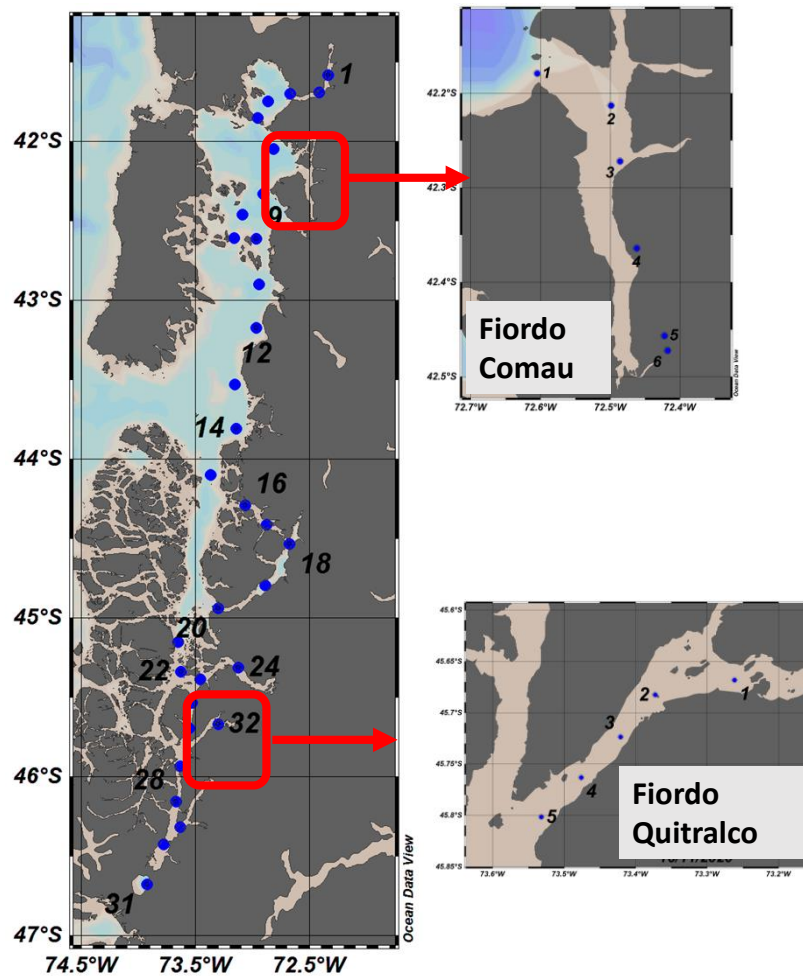 1
42°S
9
43°S
12
14
44°S
16
18
45°S
20
22
24
32
46°S
28
31
47°S
74.5°W 73.5°W 72.5°W
Ocean Data View
42.2°S
42.3°S
42.4°S
42.5°S
1
2
3
4
5
6
Fiordo
Comau
72.7°W 72.6°W 72.5°W 72.4°W
Ocean Data View
45.6°S
45.65°S
45.7°S
45.75°S
45.8°S
45.85°S
1
2
3
4
5
Fiordo
Quitralco
73.6°W 73.5°W 73.4°W 73.3°W 73.2°W